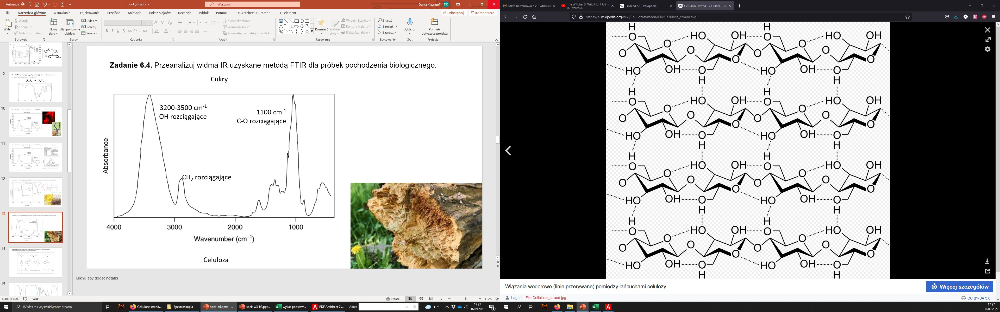 Autozapis
spek_c6.pptx
Wyszukaj
Durka Krzysztof
DK
Plik
Narzędzia główne
Wstawianie
Projektowanie
Przejścia
Animacje
Pokaz slajdów
Recenzja
Widok
Pomoc
PDF Architect 7 Creator
PDFelement
Udostępnij
Komentarze
Wklej
Wytnij
Kopiuj
Malarz formatów
Schowek
Nowy slajd
Użyj ponownie slajdów
Układ
Resetuj
Sekcja
Slajdy
18
Czcionka
Kierunek tekstu
Wyrównaj tekst
Konwertuj na grafikę SmartArt
Akapit
Rozmieść
Szybkie style
Wypełn. kształtu
Kontury kształtu
Efekty kształtu
Rysowanie
Znajdź
Zamień
Zaznacz
Edytowanie
Dyktafon
Głos
Pomysły dotyczące projektu
Projektant
9
10
11
12
13
14
15
Zadanie 6.4. Przeanalizuj widma IR uzyskane metodą FTIR dla próbek pochodzenia biologicznego.
Cukry
3200-3500 cm-1
OH rozciągające
1100 cm-1
C-O rozciągające
CH2 rozciągające
Absorbance
4000
3000
2000
1000
Wavenumber (cm−1)
Celuloza
Kliknij, aby dodać notatki
Slajd 13 z 28
Polski
Notatki
119%
Wpisz tu wyszukiwane słowa
Cellulose strand...
Spektroskopia
spek_c6.pptx - ...
spek_w3_k2.ppt...
wykaz podstaw...
PDF Architect 7 ...
Adres
15°C
17:27
16.09.2021
3
Szkło na zamówienie - kdurka@
The Witcher 3: Wild Hunt OST
ODTWARZANIE
Linseed oil - Wikipedia
Cellulose strand - Celuloza – Wi
https://pl.wikipedia.org/wiki/Celuloza#/media/Plik:Cellulose_strand.svg
H H
O O HO OH O O HO OH
O O O O O O
HO OH O HO OH O
H H
H H
O O HO OH O O HO OH
O O O O O O
HO OH O HO OH O
H H
H H
O O HO OH O O HO OH
O O O O O O
HO OH O HO OH O
H H
H H
O O HO OH O O HO OH
O O O O O O
HO OH O HO OH O
H H
Wiązania wodorowe (linie przerywane) pomiędzy łańcuchami celulozy
Więcej szczegółów
Laghi.l - File:Cellulose_strand.jpg
CC BY-SA 3.0
17:27
16.09.2021